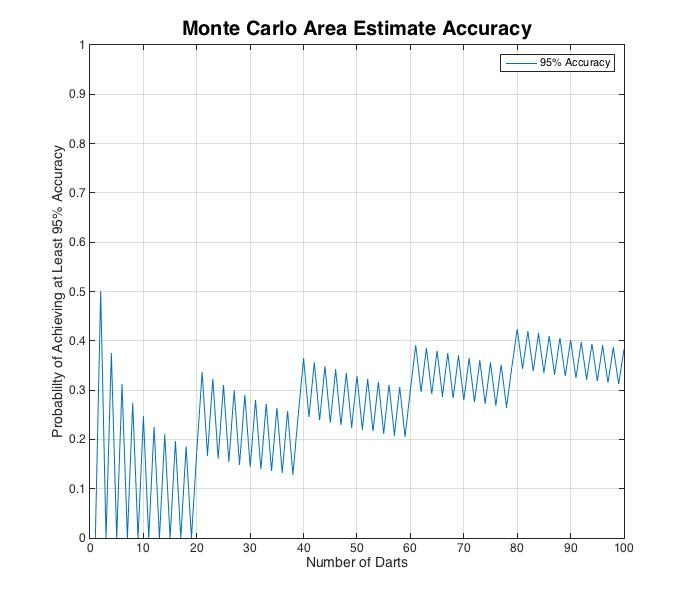 Monte Carlo Area Estimate Accuracy
95% Accuracy
Probability of Achieving at Least 95% Accuracy
1
0.9
0.8
0.7
0.6
0.5
0.4
0.3
0.2
0.1
0
0 10 20 30 40 50 60 70 80 90 100
Number of Darts